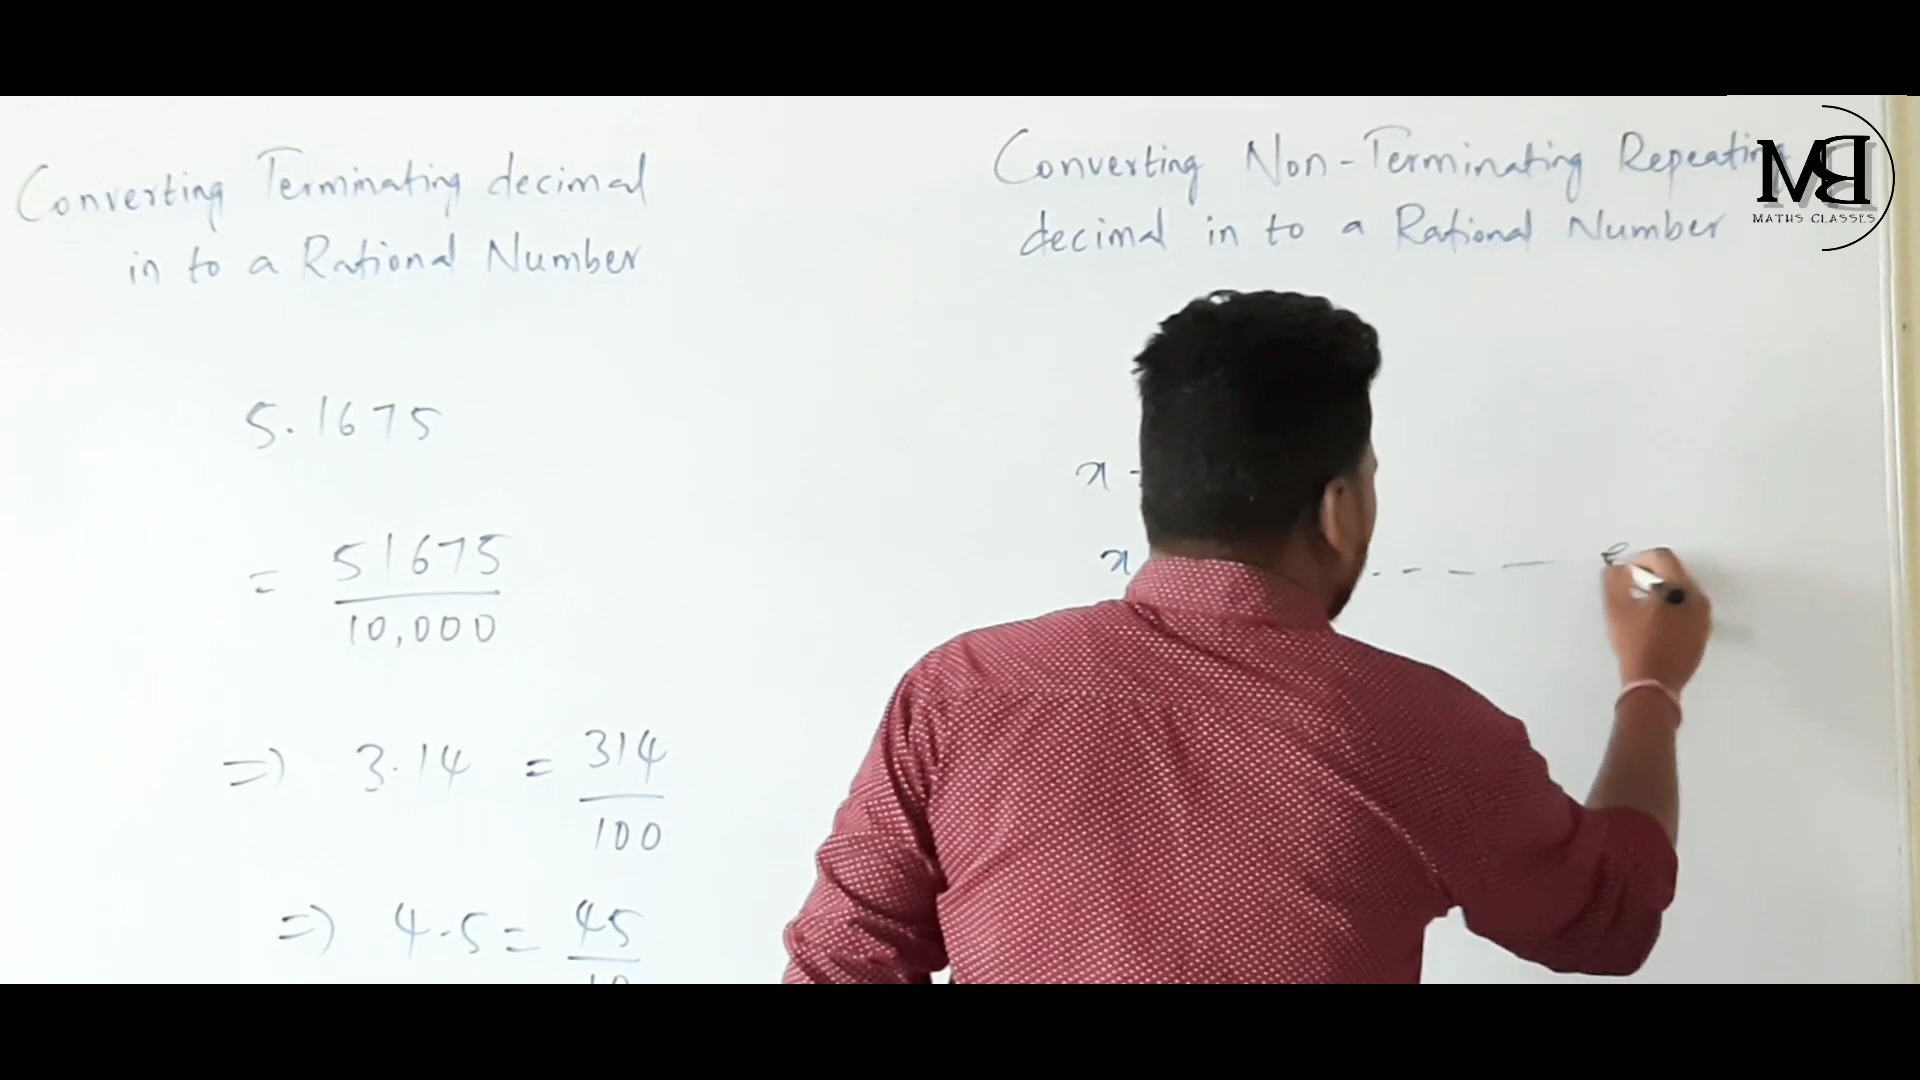 Converting Terminating decimal
in to a Rational Number
5.1675
= 51675
10,000
=> 3.14 = 314
100
=> 4.5 = 45
10
Converting Non-Terminating Repeating
decimal in to a Rational Number
x
x
MB
MATHS CLASSES